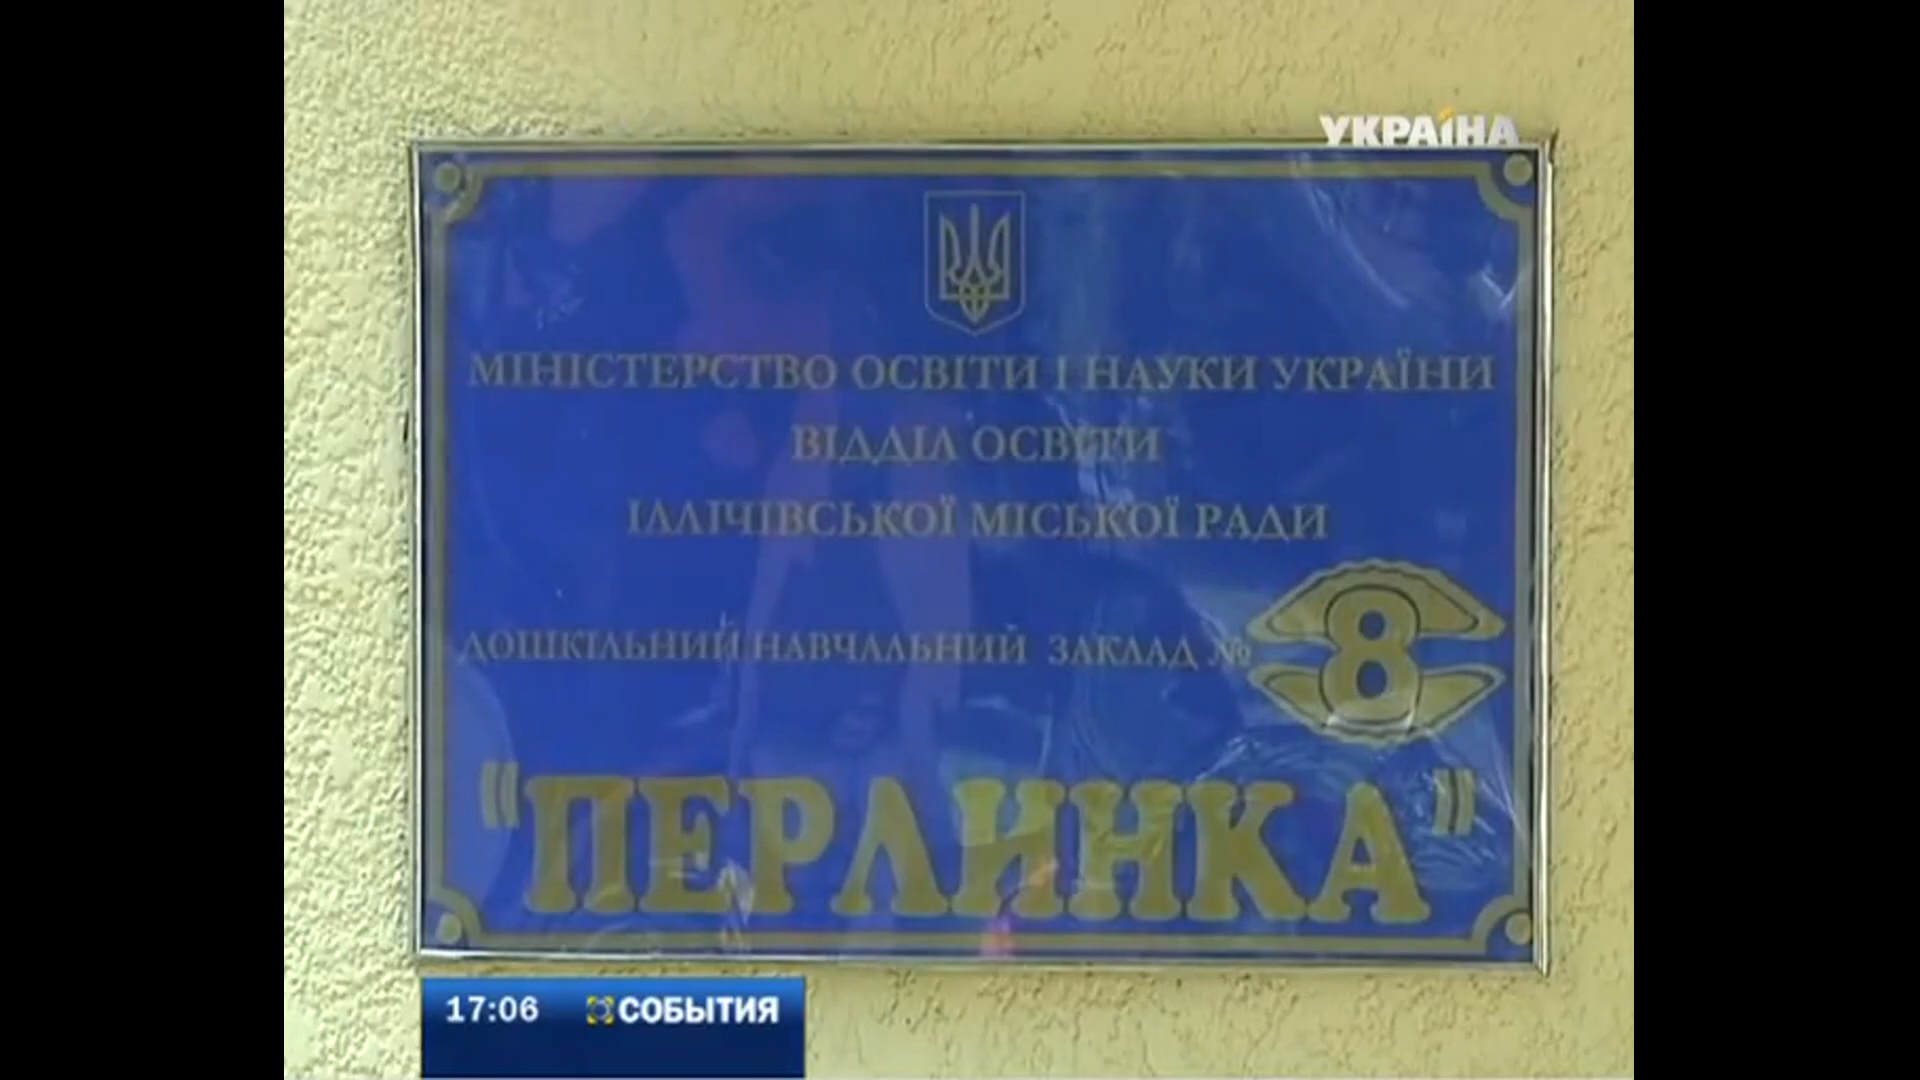 УКРАЇНА
МІНІСТЕРСТВО ОСВІТИ І НАУКИ УКРАЇНИ
ВІДДІЛ ОСВІТИ
ІЛЛІЧІВСЬКОЇ МІСЬКОЇ РАДИ
ДОШКІЛЬНИЙ НАВЧАЛЬНИЙ ЗАКЛАД № 8
"ПЕРЛИНКА"
17:06 СОБЫТИЯ